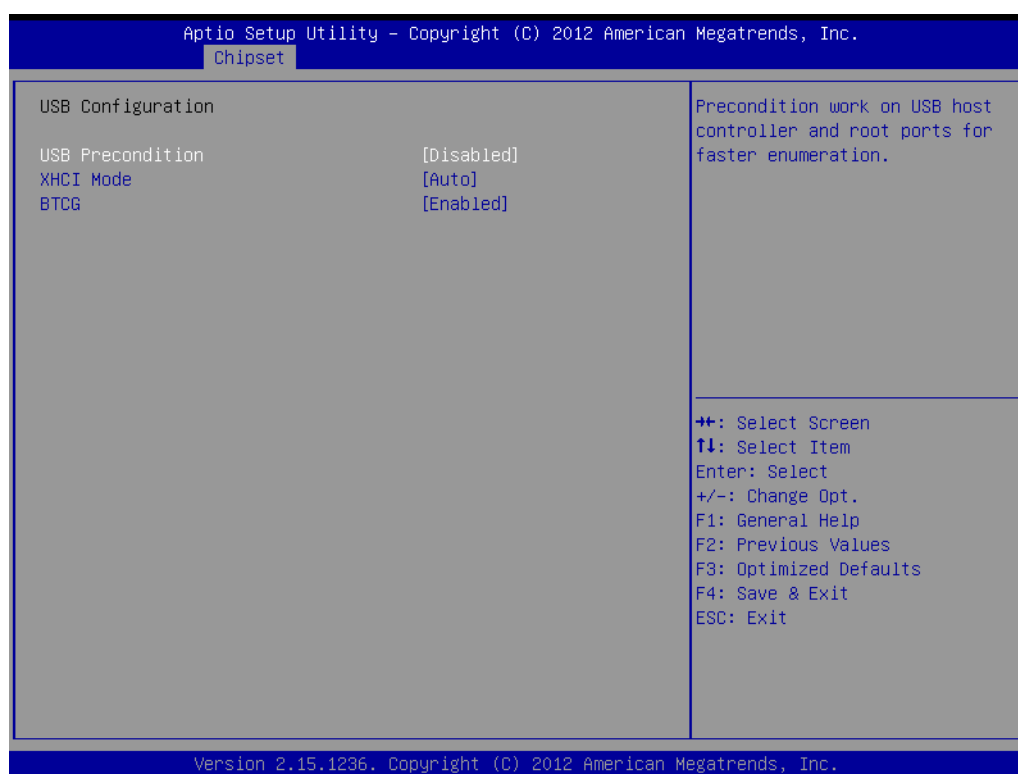 Aptio Setup Utility – Copyright (C) 2012 American Megatrends, Inc.
Chipset
USB Configuration
USB Precondition [Disabled]
XHCI Mode [Auto]
BTCG [Enabled]
Precondition work on USB host
controller and root ports for
faster enumeration.
→←: Select Screen
↑↓: Select Item
Enter: Select
+/-: Change Opt.
F1: General Help
F2: Previous Values
F3: Optimized Defaults
F4: Save & Exit
ESC: Exit
Version 2.15.1236. Copyright (C) 2012 American Megatrends, Inc.